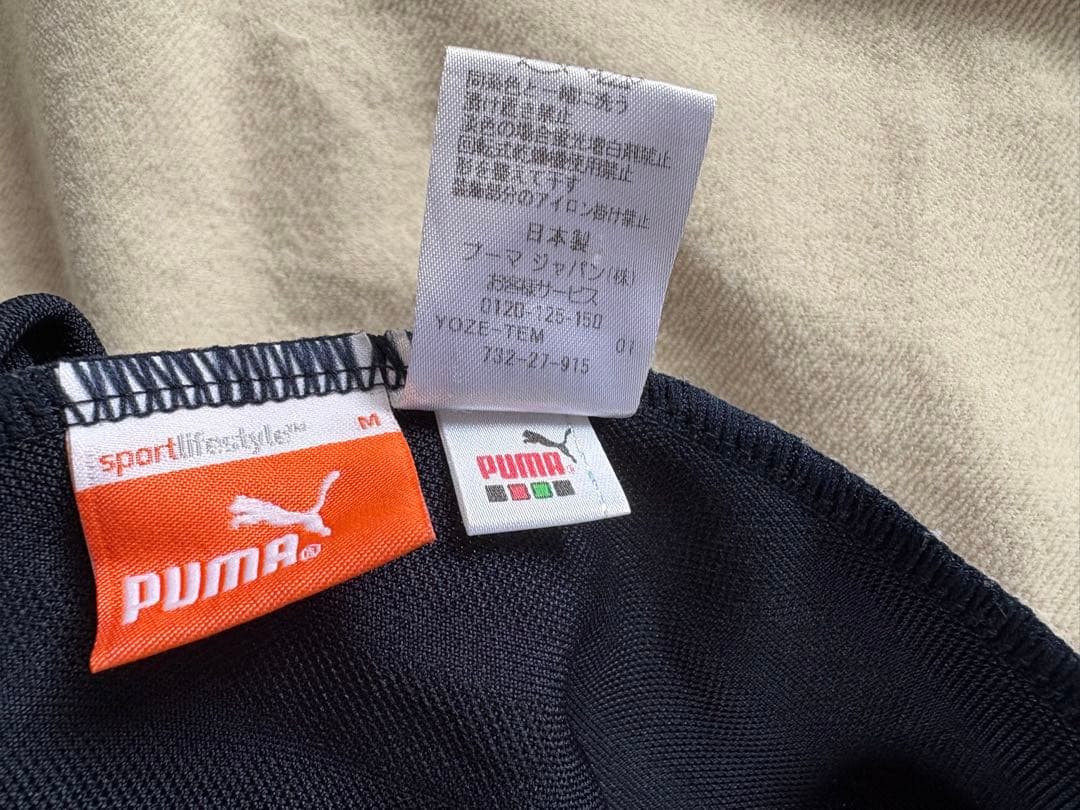 同系色と一緒に洗う
漬け置き禁止
淡色の場合蛍光増白剤禁止
回転式乾燥機使用禁止
形を整えて干す
装飾部分のアイロン掛け禁止
日本製
プーマ ジャパン(株)
お客様サービス
0120-125-150
YOZE-TEM 01
732-27-915
sportlifestyle™ M
PUMA®
PUMA®